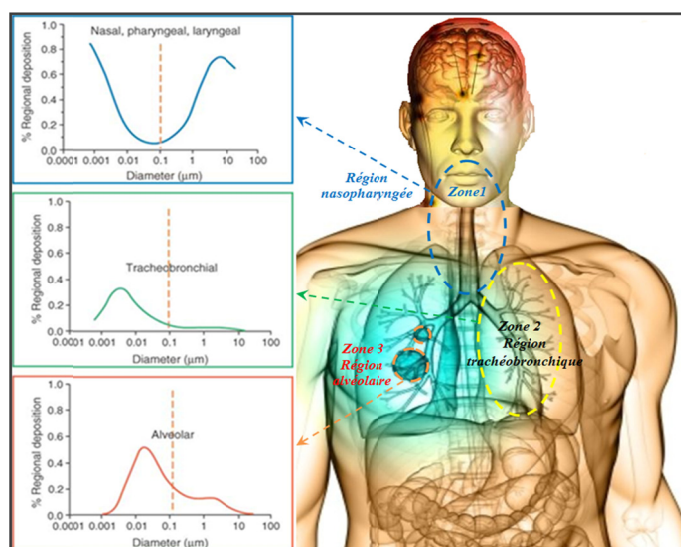 Nasal, pharyngeal, laryngeal
% Regional deposition
1.0
0.8
0.6
0.4
0.2
0
0.0001 0.001 0.01 0.1 1 10 100
Diameter (μm)
Tracheobronchial
% Regional deposition
1.0
0.8
0.6
0.4
0.2
0
0.0001 0.001 0.01 0.1 1 10 100
Diameter (μm)
Alveolar
% Regional deposition
1.0
0.8
0.6
0.4
0.2
0
0.0001 0.001 0.01 0.1 1 10 100
Diameter (μm)
Région
nasopharyngée
Zone1
Zone 2
Région
trachéobronchique
Zone 3
Région
alvéolaire